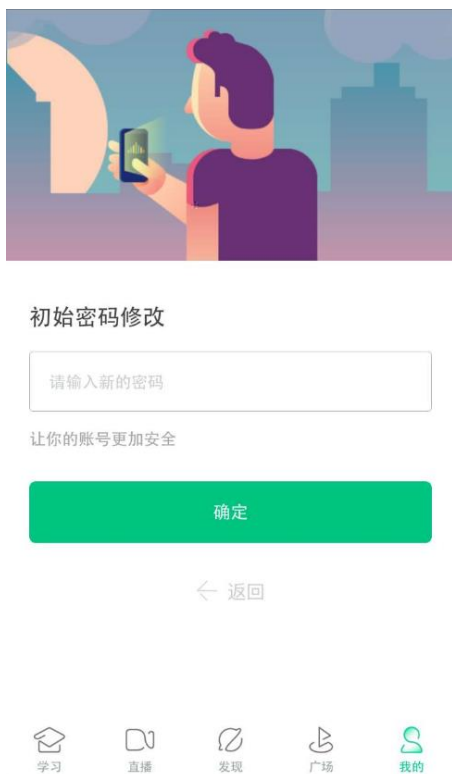 初始密码修改
请输入新的密码
让你的账号更加安全
确定
← 返回
学习 直播 发现 广场 我的